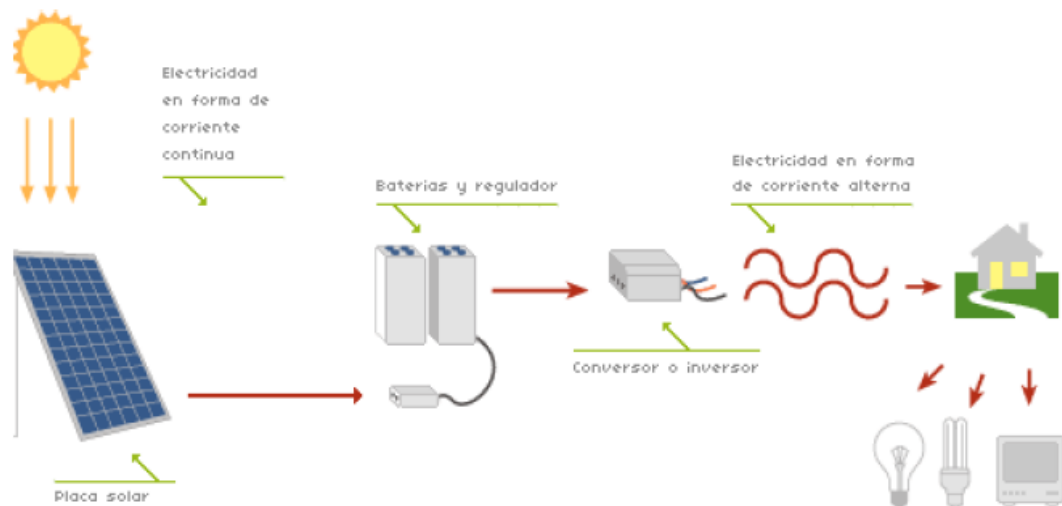 Electricidad
en forma de
corriente
continua
Baterias y regulador
Electricidad en forma
de corriente alterna
Conversor o inversor
Placa solar